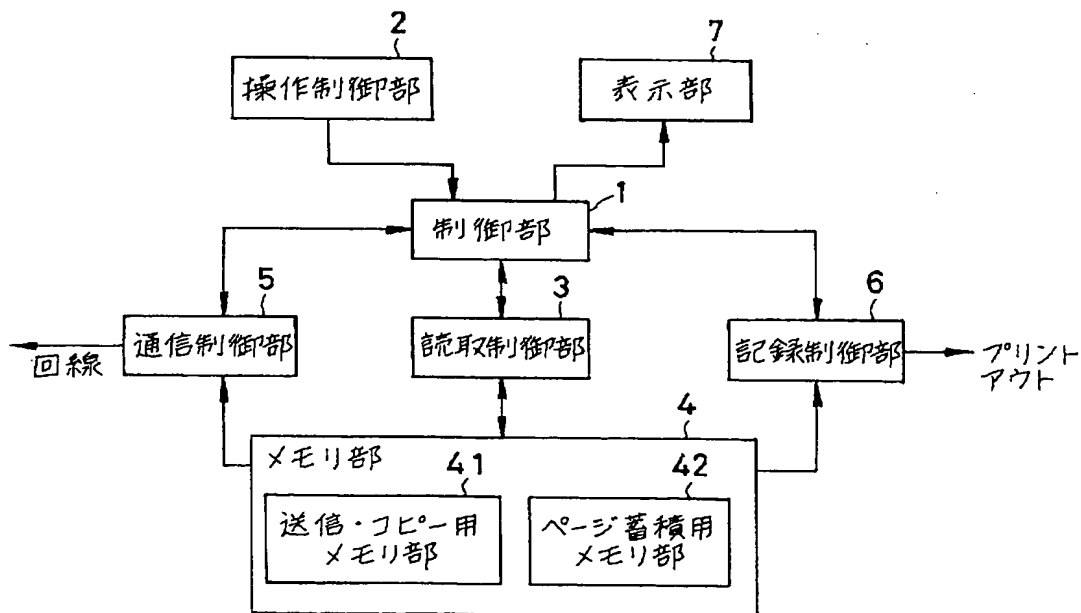 2
操作制御部
7
表示部
1
制御部
5
通信制御部
回線
3
読取制御部
6
記録制御部
プリント
アウト
4
メモリ部
41
送信・コピー用
メモリ部
42
ページ蓄積用
メモリ部